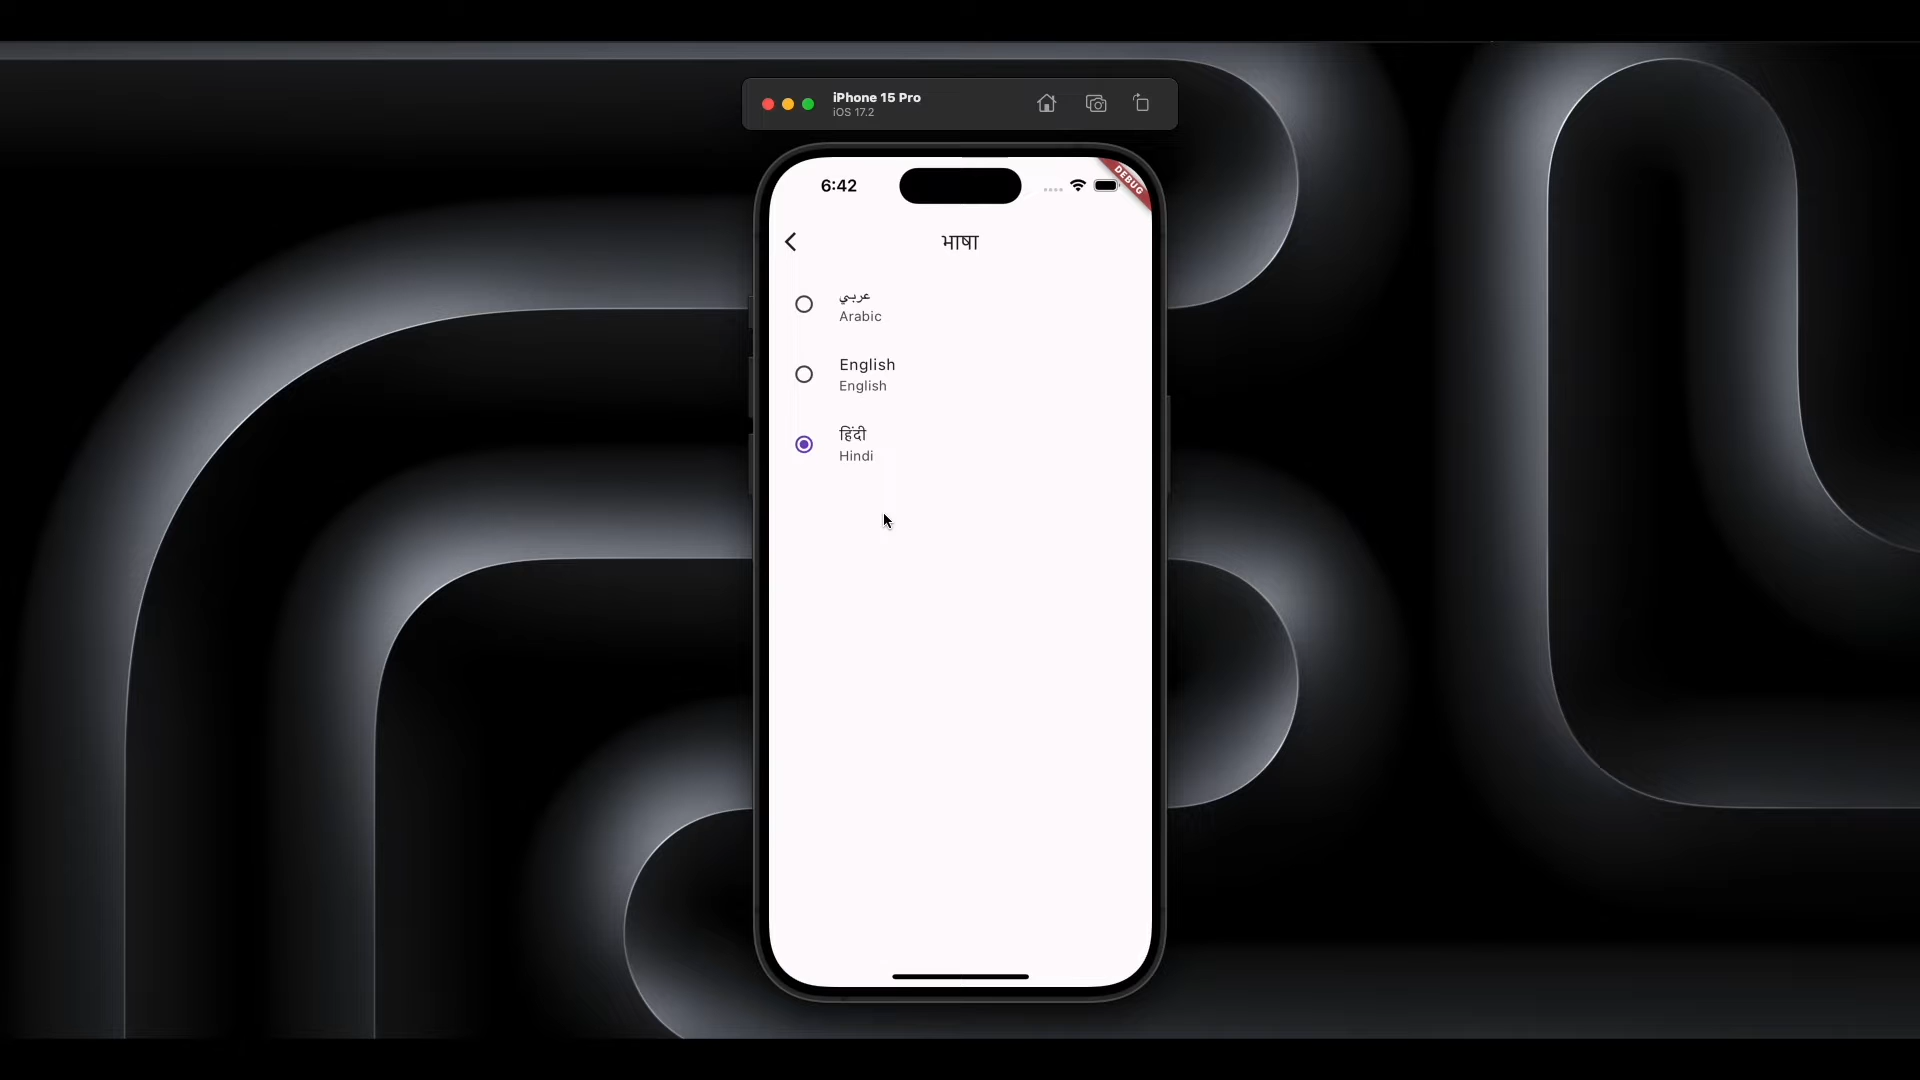 iPhone 15 Pro
iOS 17.2
6:42
DEBUG
भाषा
عربي
Arabic
English
English
हिंदी
Hindi